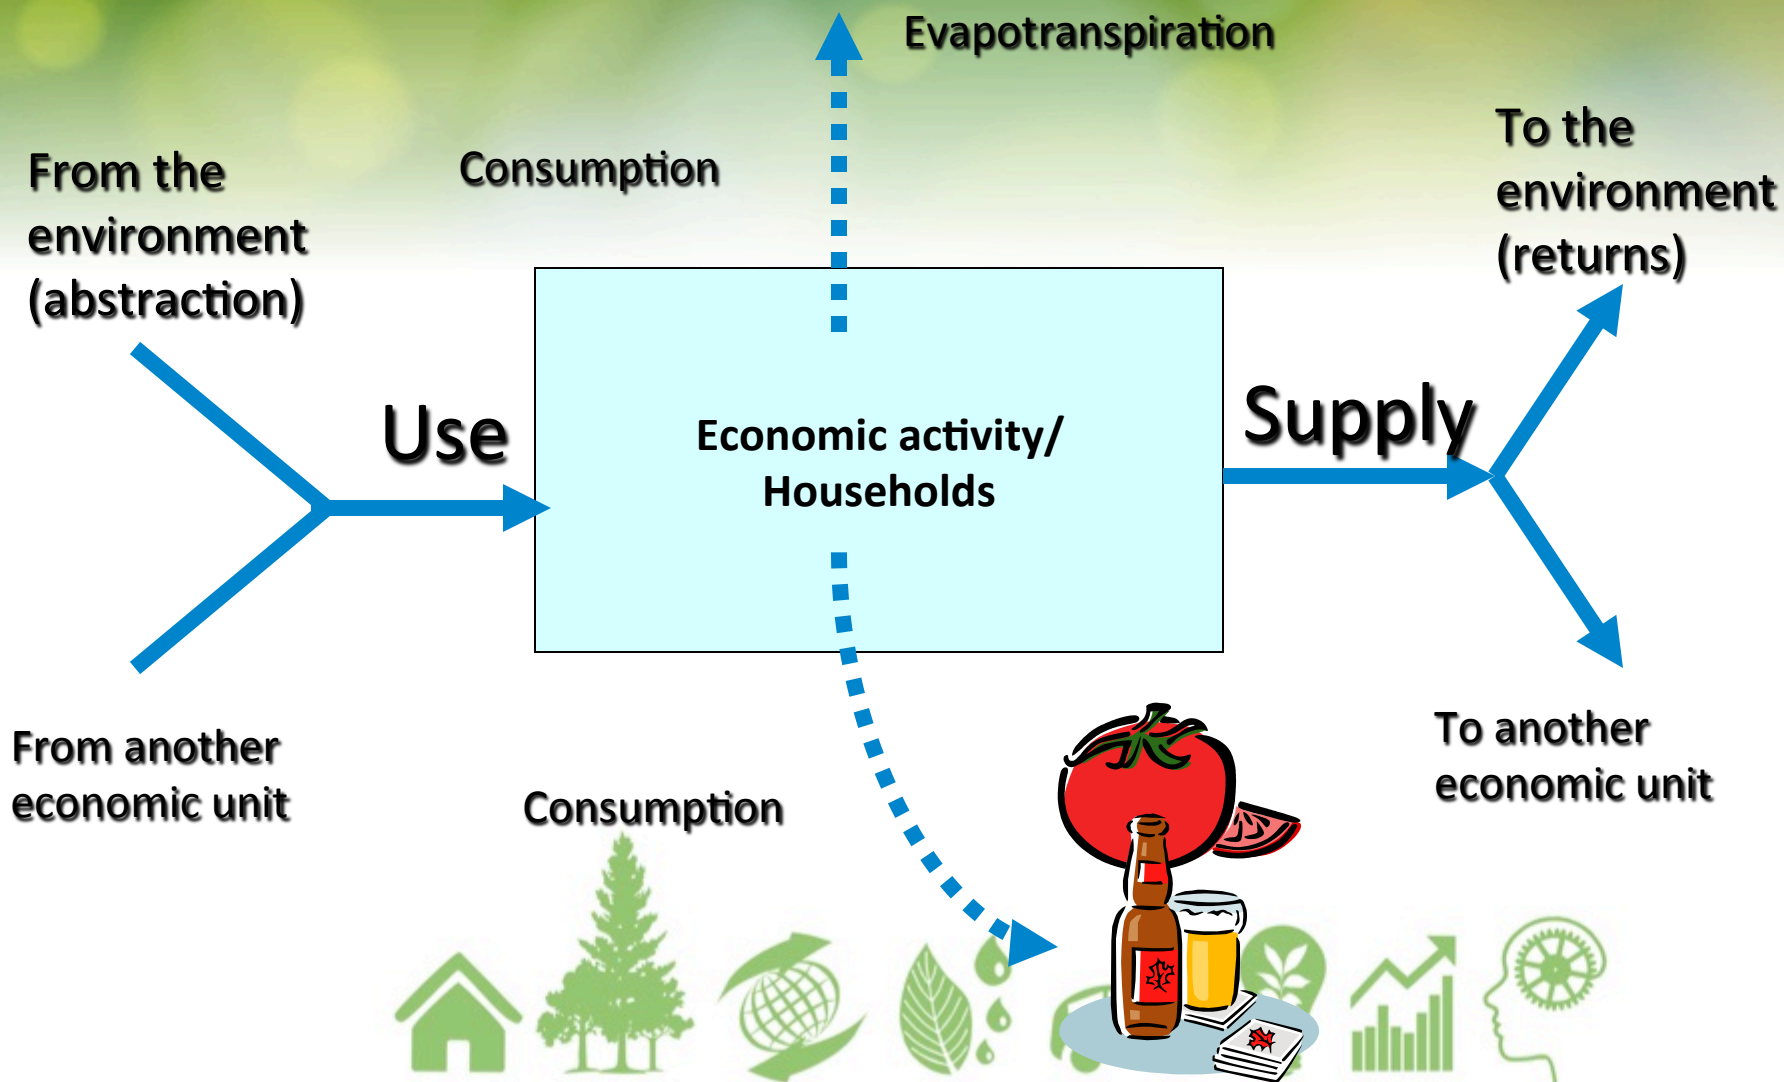 Evapotranspiration
From the
environment
(abstraction)
Consumption
To the
environment
(returns)
Use
Economic activity/
Households
Supply
From another
economic unit
Consumption
To another
economic unit